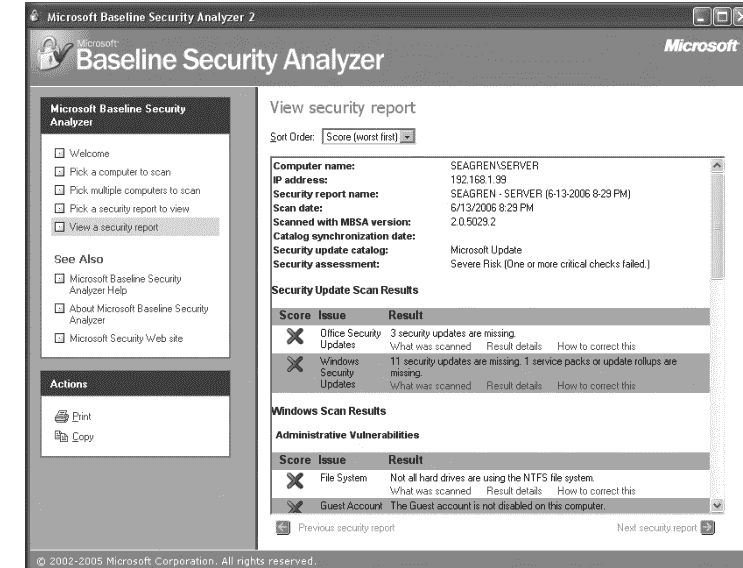 Microsoft Baseline Security Analyzer 2
Microsoft
Baseline Security Analyzer
Microsoft
Microsoft Baseline Security
Analyzer
Welcome
Pick a computer to scan
Pick multiple computers to scan
Pick a security report to view
View a security report
See Also
Microsoft Baseline Security
Analyzer Help
About Microsoft Baseline Security
Analyzer
Microsoft Security Web site
Actions
Print
Copy
View security report
Sort Order: Score (worst first)
Computer name: SEAGREN\SERVER
IP address: 192.168.1.99
Security report name: SEAGREN - SERVER (6-13-2006 8-29 PM)
Scan date: 6/13/2006 8:29 PM
Scanned with MBSA version: 2.0.5029.2
Catalog synchronization date:
Security update catalog: Microsoft Update
Security assessment: Severe Risk (One or more critical checks failed.)
Security Update Scan Results
Score Issue Result
Office Security Updates
3 security updates are missing.
What was scanned Result details How to correct this
Windows Security Updates
11 security updates are missing. 1 service packs or update rollups are
missing.
What was scanned Result details How to correct this
Windows Scan Results
Administrative Vulnerabilities
Score Issue Result
File System Not all hard drives are using the NTFS file system.
What was scanned Result details How to correct this
Guest Account The Guest account is not disabled on this computer.
Previous security report
Next security report
© 2002-2005 Microsoft Corporation. All rights reserved.